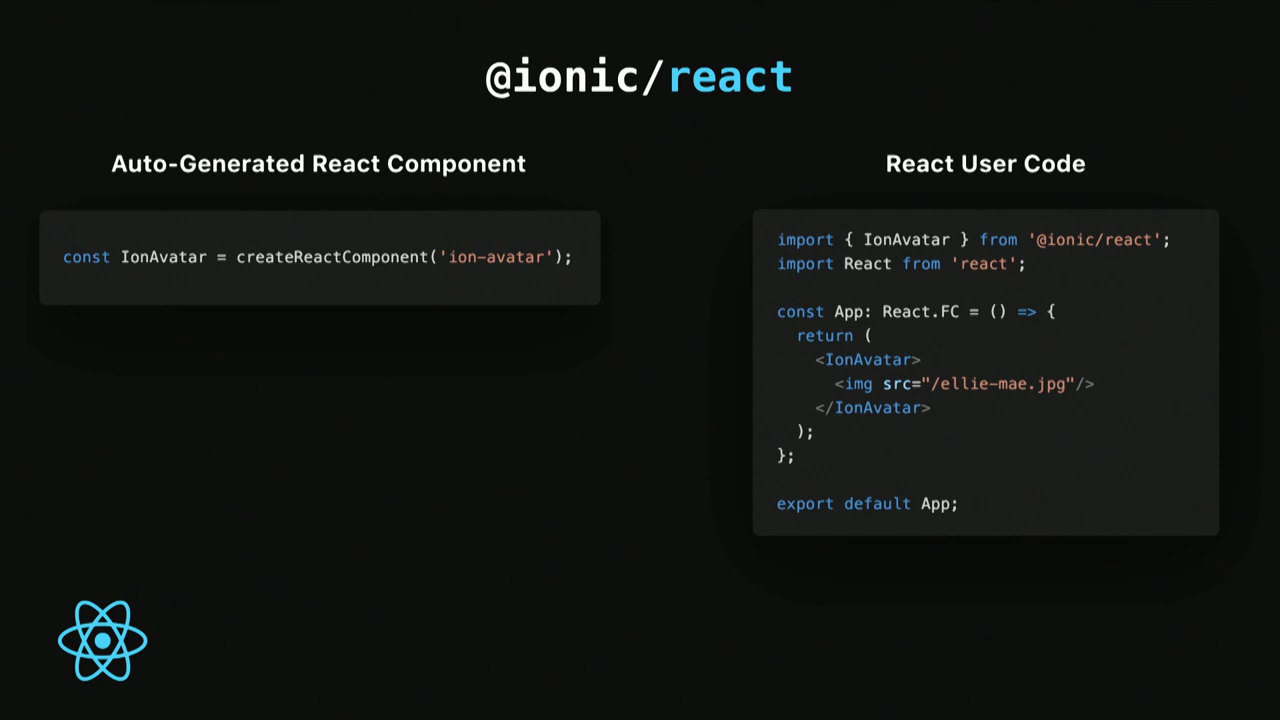 @ionic/react
Auto-Generated React Component
const IonAvatar = createReactComponent('ion-avatar');
React User Code
import { IonAvatar } from '@ionic/react';
import React from 'react';

const App: React.FC = () => {
  return (
    <IonAvatar>
      <img src="/ellie-mae.jpg"/>
    </IonAvatar>
  );
};

export default App;